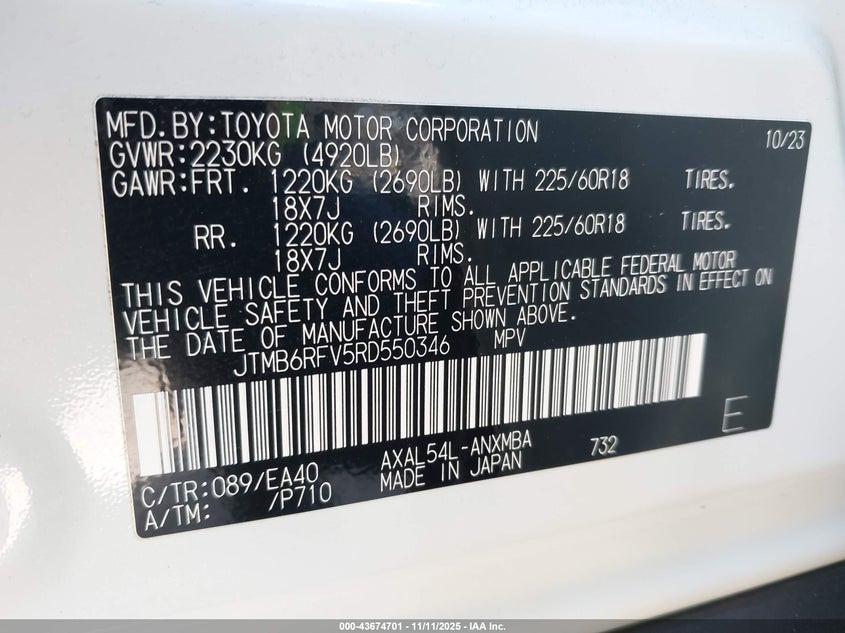 MFD.BY:TOYOTA MOTOR CORPORATION 10/23
GVWR:2230KG (4920LB)
GAWR:FRT. 1220KG (2690LB) WITH 225/60R18 TIRES.
18X7J RIMS.
RR. 1220KG (2690LB) WITH 225/60R18 TIRES.
18X7J RIMS.
THIS VEHICLE CONFORMS TO ALL APPLICABLE FEDERAL MOTOR
VEHICLE SAFETY AND THEFT PREVENTION STANDARDS IN EFFECT ON
THE DATE OF MANUFACTURE SHOWN ABOVE.
JTMB6RFV5RD550346 MPV
E
C/TR:089/EA40 AXAL54L-ANXMBA 732
A/TM: /P710 MADE IN JAPAN
000-43674701 - 11/11/2025 - IAA Inc.